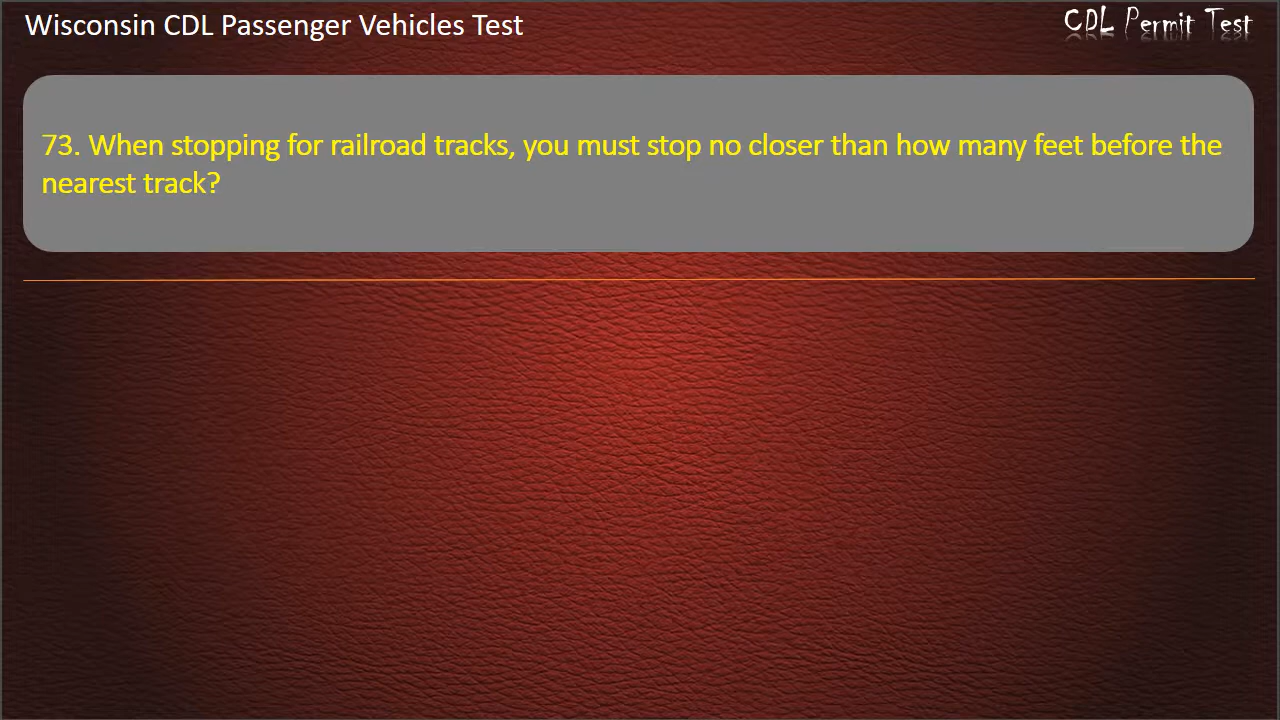 Wisconsin CDL Passenger Vehicles Test
CDL Permit Test
73. When stopping for railroad tracks, you must stop no closer than how many feet before the
nearest track?